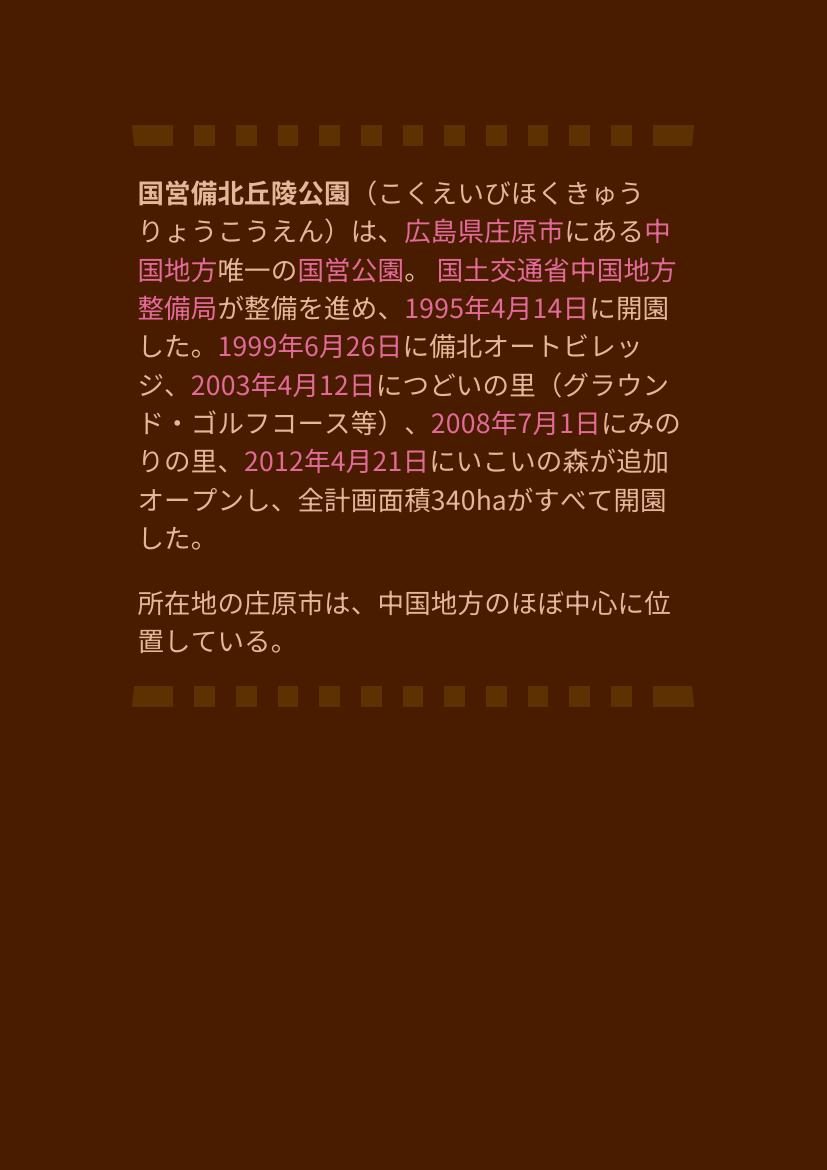 国営備北丘陵公園（こくえいびほくきゅう
りょうこうえん）は、広島県庄原市にある中
国地方唯一の国営公園。 国土交通省中国地方
整備局が整備を進め、1995年4月14日に開園
した。1999年6月26日に備北オートビレッ
ジ、2003年4月12日につどいの里（グラウン
ド・ゴルフコース等）、2008年7月1日にみの
りの里、2012年4月21日にいこいの森が追加
オープンし、全計画面積340haがすべて開園
した。
所在地の庄原市は、中国地方のほぼ中心に位
置している。